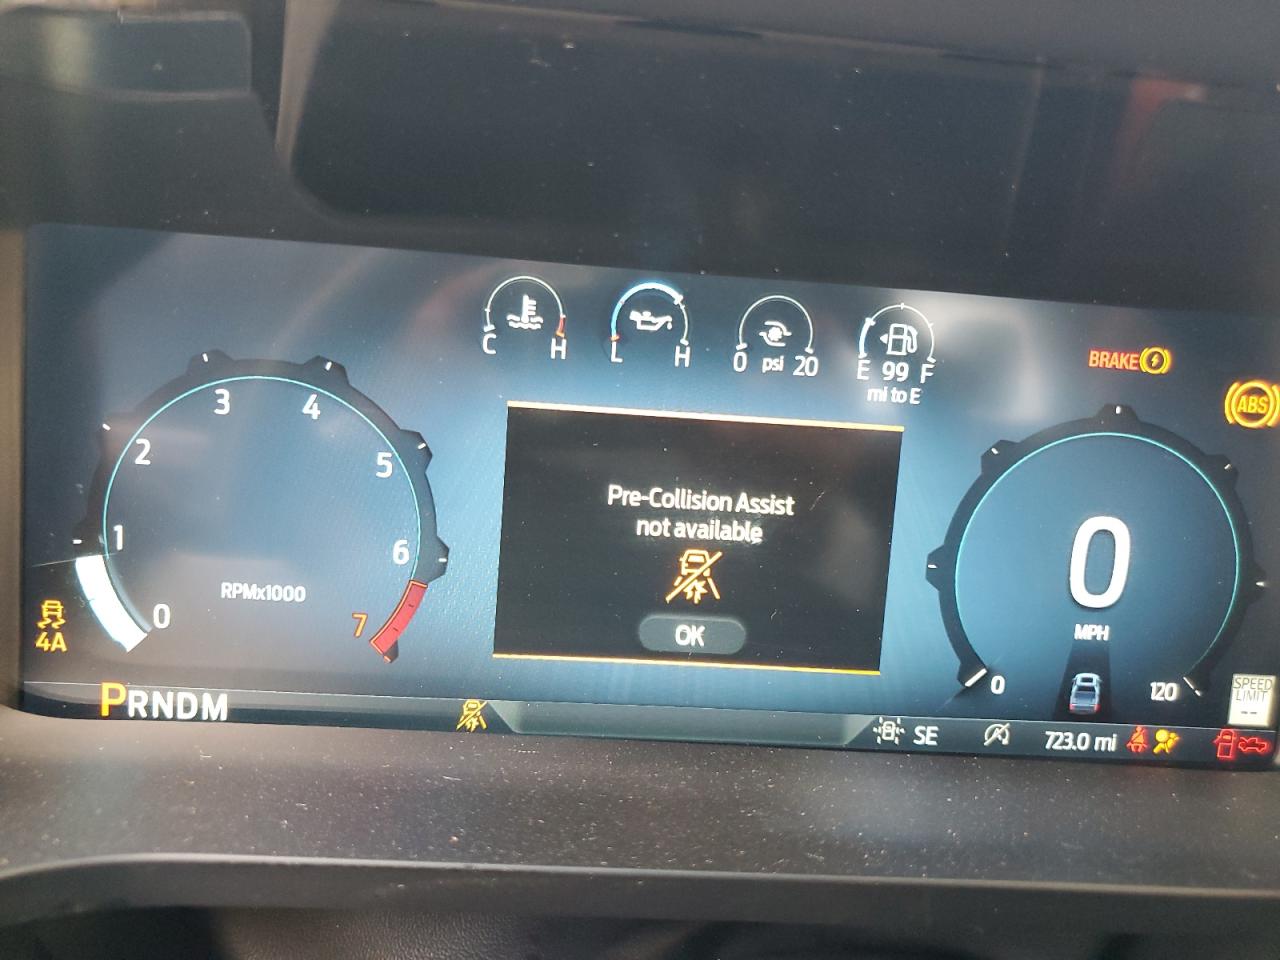 C H
L H
0 psi 20
E 99 F
mi to E
BRAKE
ABS
0 1 2 3 4 5 6 7
RPMx1000
4A
Pre-Collision Assist
not available
OK
0
MPH
0 120
SPEED
LIMIT
--
PRNDM
SE
723.0 mi